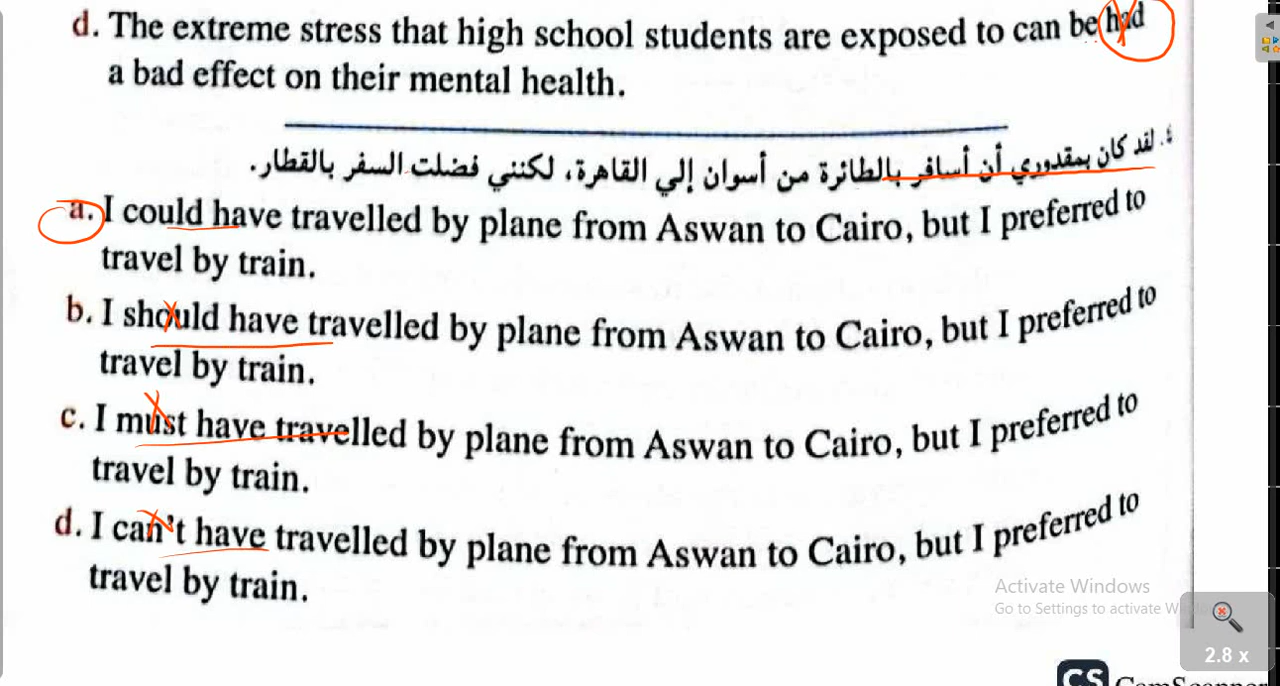 d. The extreme stress that high school students are exposed to can be had
a bad effect on their mental health.
٤. لقد كان بمقدوري أن أسافر بالطائرة من أسوان إلي القاهرة، لكنني فضلت السفر بالقطار.
a. I could have travelled by plane from Aswan to Cairo, but I preferred to
travel by train.
b. I should have travelled by plane from Aswan to Cairo, but I preferred to
travel by train.
c. I must have travelled by plane from Aswan to Cairo, but I preferred to
travel by train.
d. I can't have travelled by plane from Aswan to Cairo, but I preferred to
travel by train.
Activate Windows
Go to Settings to activate
2.8 x
CS CamScanner